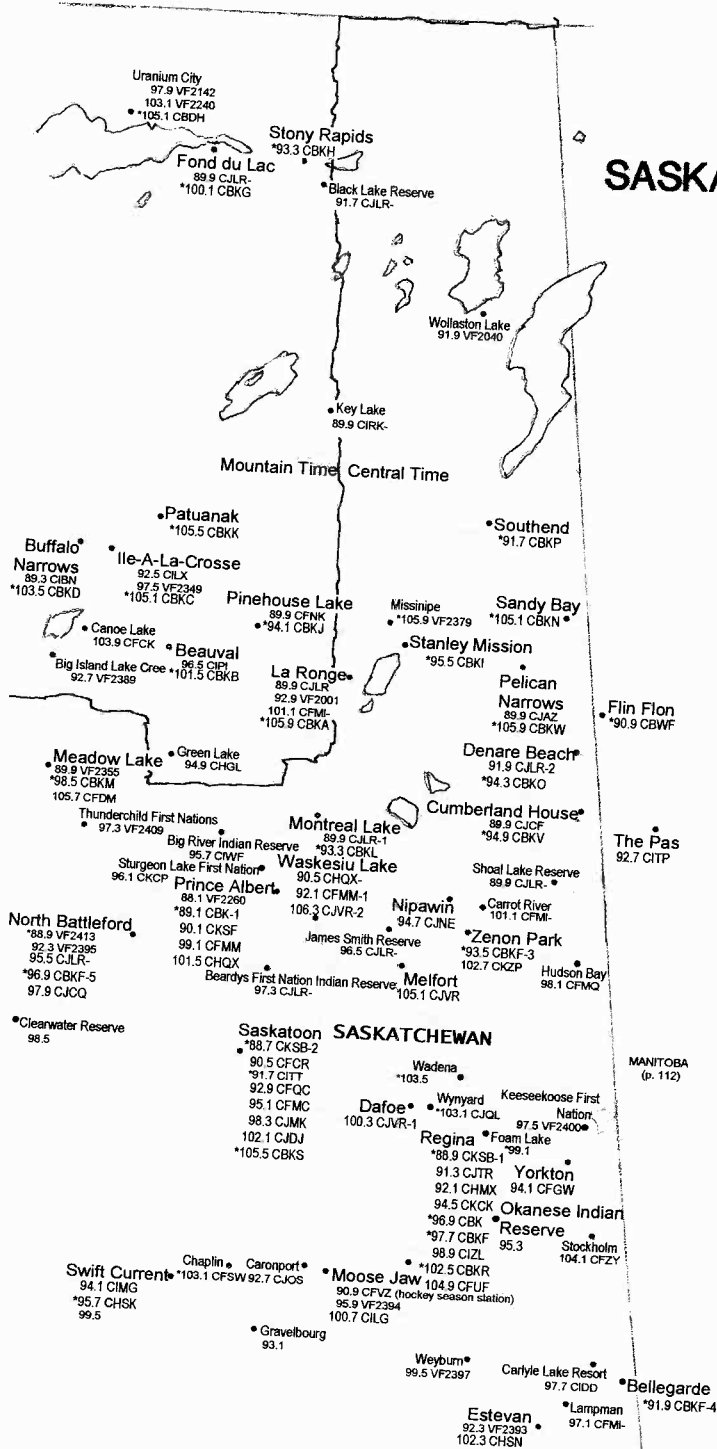 Uranium City
97.9 VF2142
103.1 VF2240
*105.1 CBDH
Stony Rapids
*93.3 CBKH
Fond du Lac
89.9 CJLR-
*100.1 CBKG
Black Lake Reserve
91.7 CJLR-
SASKA
Wollaston Lake
91.9 VF2040
Key Lake
89.9 CIRK-
Mountain Time Central Time
Patuanak
*105.5 CBKK
Southend
*91.7 CBKP
Buffalo
Narrows
89.3 CIBN
*103.5 CBKD
Ile-A-La-Crosse
92.5 CILX
97.5 VF2349
*105.1 CBKC
Pinehouse Lake
89.9 CFNK
*94.1 CBKJ
Missinipe
*105.9 VF2379
Sandy Bay
*105.1 CBKN
Canoe Lake
103.9 CFCK
Beauval
96.5 CIPI
*101.5 CBKB
Big Island Lake Cree
92.7 VF2389
La Ronge
89.9 CJLR
92.9 VF2001
101.1 CFMI-
*105.9 CBKA
Stanley Mission
*95.5 CBKI
Pelican
Narrows
89.9 CJAZ
*105.9 CBKW
Flin Flon
*90.9 CBWF
Meadow Lake
89.9 VF2355
*98.5 CBKM
105.7 CFDM
Green Lake
94.9 CHGL
Denare Beach
91.9 CJLR-2
*94.3 CBKO
Thunderchild First Nations
97.3 VF2409
Big River Indian Reserve
95.7 CIWF
Montreal Lake
89.9 CJLR-1
*93.3 CBKL
Cumberland House
89.9 CJCF
*94.9 CBKV
The Pas
92.7 CITP
Sturgeon Lake First Nation
96.1 CKCP
Waskesiu Lake
90.5 CHQX-
92.1 CFMM-1
106.3 CJVR-2
Shoal Lake Reserve
89.9 CJLR-
Prince Albert
88.1 VF2260
*89.1 CBK-1
90.1 CKSF
99.1 CFMM
101.5 CHQX
Nipawin
94.7 CJNE
Carrot River
101.1 CFMI-
North Battleford
*88.9 VF2413
92.3 VF2395
95.5 CJLR-
*96.9 CBKF-5
97.9 CJCQ
James Smith Reserve
96.5 CJLR-
Zenon Park
*93.5 CBKF-3
102.7 CKZP
Hudson Bay
98.1 CFMQ
Beardys First Nation Indian Reserve
97.3 CJLR-
Melfort
105.1 CJVR
Clearwater Reserve
98.5
Saskatoon
*88.7 CKSB-2
90.5 CFCR
*91.7 CITT
92.9 CFQC
95.1 CFMC
98.3 CJMK
102.1 CJDJ
*105.5 CBKS
SASKATCHEWAN
Wadena
*103.5
MANITOBA
(p. 112)
Dafoe
100.3 CJVR-1
Wynyard
*103.1 CJQL
Keeseekoose First
Nation
97.5 VF2400
Foam Lake
*99.1
Regina
*88.9 CKSB-1
91.3 CJTR
92.1 CHMX
94.5 CKCK
*96.9 CBK
*97.7 CBKF
98.9 CIZL
*102.5 CBKR
104.9 CFUF
Yorkton
94.1 CFGW
Okanese Indian
Reserve
95.3
Stockholm
104.1 CFZY
Swift Current
94.1 CIMG
*95.7 CHSK
99.5
Chaplin
*103.1 CFSW
Caronport
92.7 CJOS
Moose Jaw
90.9 CFVZ (hockey season station)
95.9 VF2394
100.7 CILG
Gravelbourg
93.1
Weyburn
99.5 VF2397
Carlyle Lake Resort
97.7 CIDD
Bellegarde
*91.9 CBKF-4
Estevan
92.3 VF2393
102.3 CHSN
Lampman
97.1 CFMI-